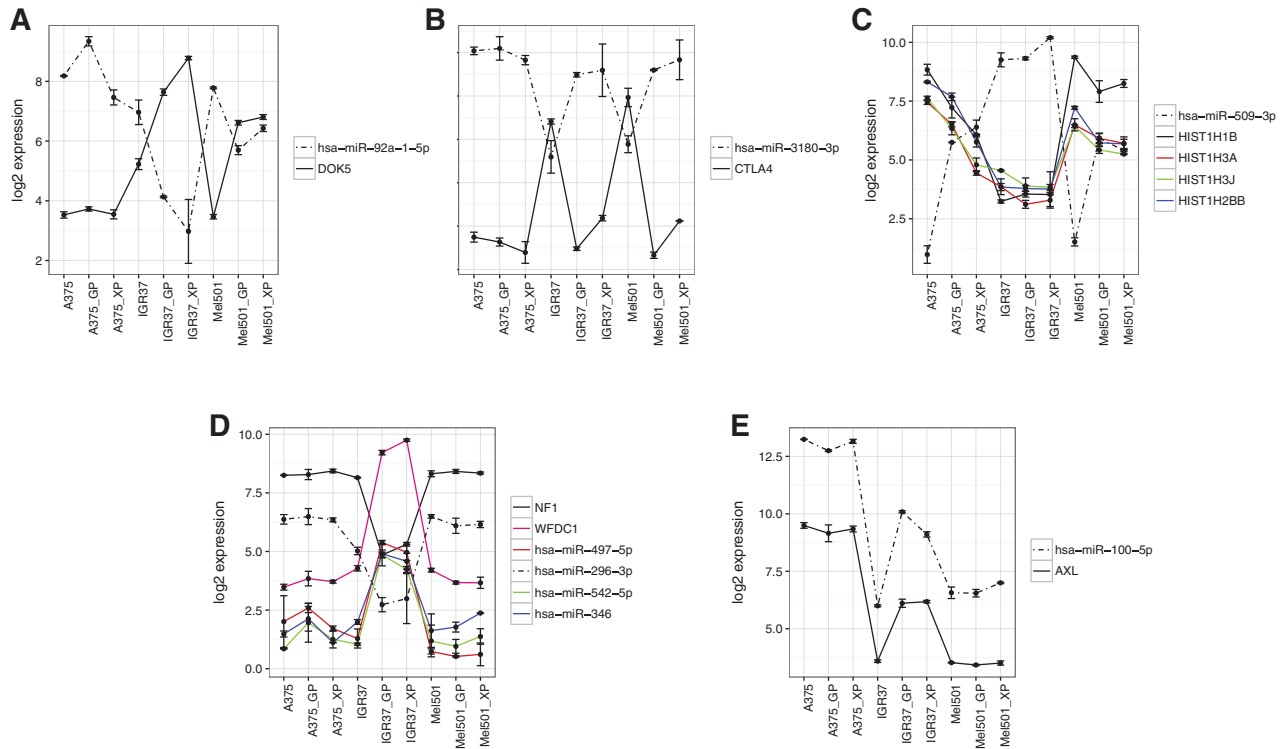 A
log2 expression
8
6
4
2
A375
A375_GP
A375_XP
IGR37
IGR37_GP
IGR37_XP
Mel501
Mel501_GP
Mel501_XP
hsa−miR−92a−1−5p
DOK5
B
log2 expression
A375
A375_GP
A375_XP
IGR37
IGR37_GP
IGR37_XP
Mel501
Mel501_GP
Mel501_XP
hsa−miR−3180−3p
CTLA4
C
log2 expression
10.0
7.5
5.0
2.5
A375
A375_GP
A375_XP
IGR37
IGR37_GP
IGR37_XP
Mel501
Mel501_GP
Mel501_XP
hsa−miR−509−3p
HIST1H1B
HIST1H3A
HIST1H3J
HIST1H2BB
D
log2 expression
10.0
7.5
5.0
2.5
0.0
A375
A375_GP
A375_XP
IGR37
IGR37_GP
IGR37_XP
Mel501
Mel501_GP
Mel501_XP
NF1
WFDC1
hsa−miR−497−5p
hsa−miR−296−3p
hsa−miR−542−5p
hsa−miR−346
E
log2 expression
12.5
10.0
7.5
5.0
A375
A375_GP
A375_XP
IGR37
IGR37_GP
IGR37_XP
Mel501
Mel501_GP
Mel501_XP
hsa−miR−100−5p
AXL